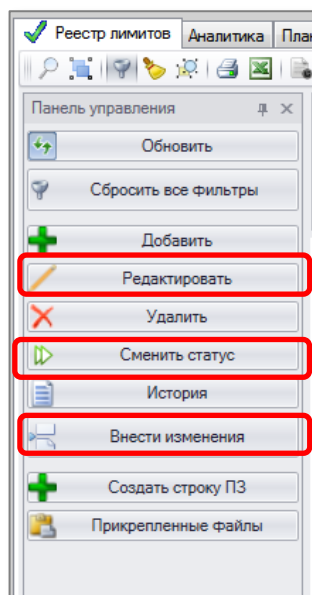 Реестр лимитов Аналитика План
Панель управления
Обновить
Сбросить все фильтры
Добавить
Редактировать
Удалить
Сменить статус
История
Внести изменения
Создать строку ПЗ
Прикрепленные файлы